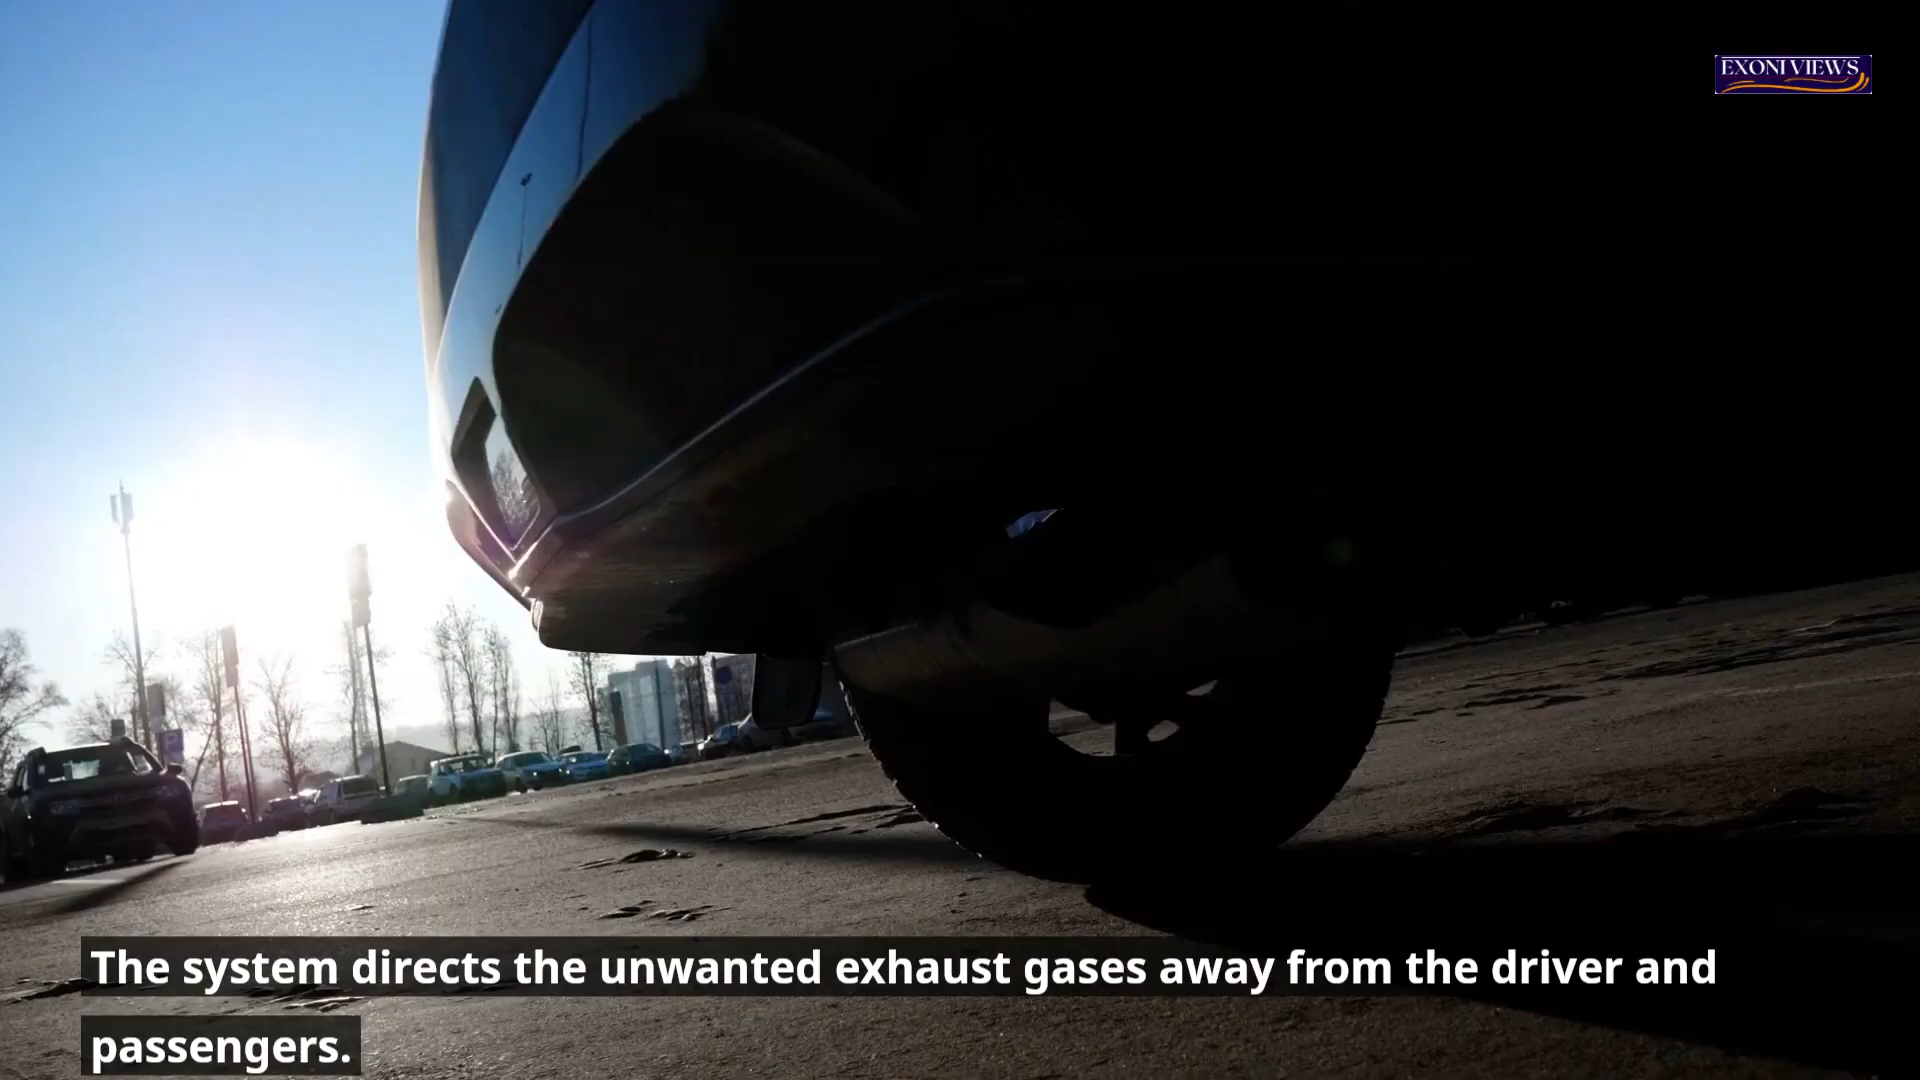 EXONI VIEWS
The system directs the unwanted exhaust gases away from the driver and
passengers.